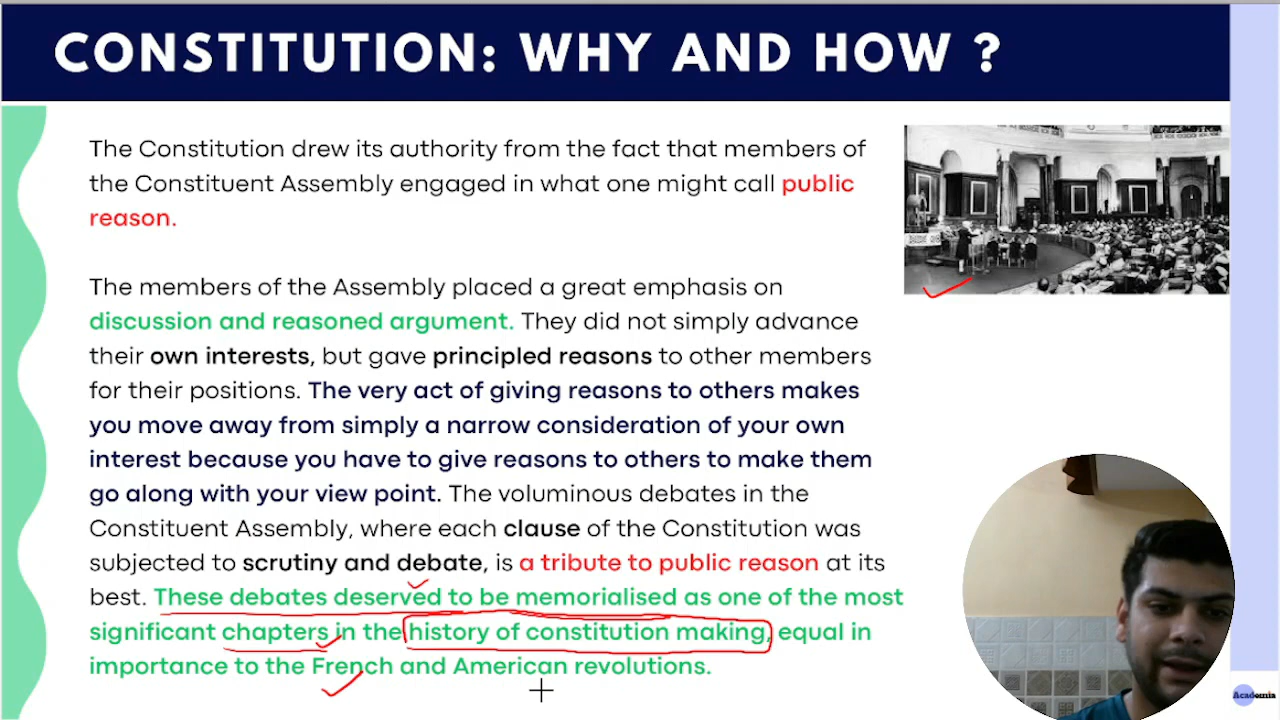 CONSTITUTION: WHY AND HOW ?
The Constitution drew its authority from the fact that members of
the Constituent Assembly engaged in what one might call public
reason.
The members of the Assembly placed a great emphasis on
discussion and reasoned argument. They did not simply advance
their own interests, but gave principled reasons to other members
for their positions. The very act of giving reasons to others makes
you move away from simply a narrow consideration of your own
interest because you have to give reasons to others to make them
go along with your view point. The voluminous debates in the
Constituent Assembly, where each clause of the Constitution was
subjected to scrutiny and debate, is a tribute to public reason at its
best. These debates deserved to be memorialised as one of the most
significant chapters in the history of constitution making, equal in
importance to the French and American revolutions.
Academia